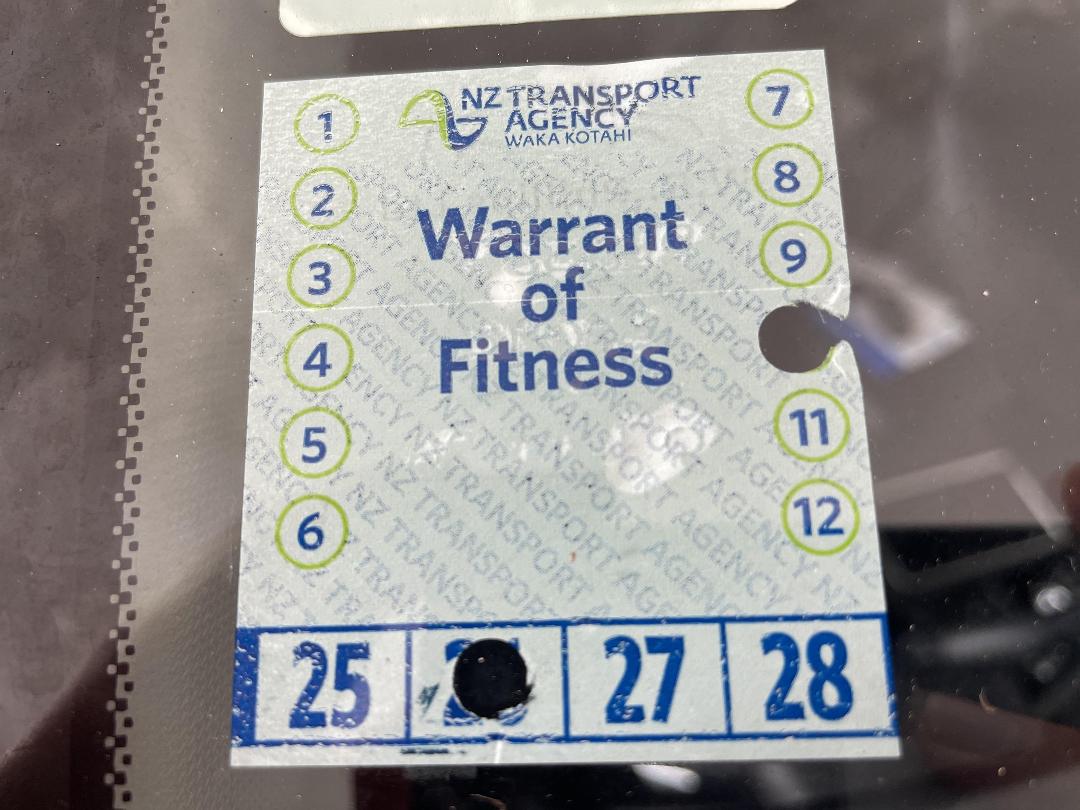 NZ TRANSPORT
AGENCY
WAKA KOTAHI
1
2
3
4
5
6
7
8
9
11
12
Warrant
of
Fitness
25
27
28